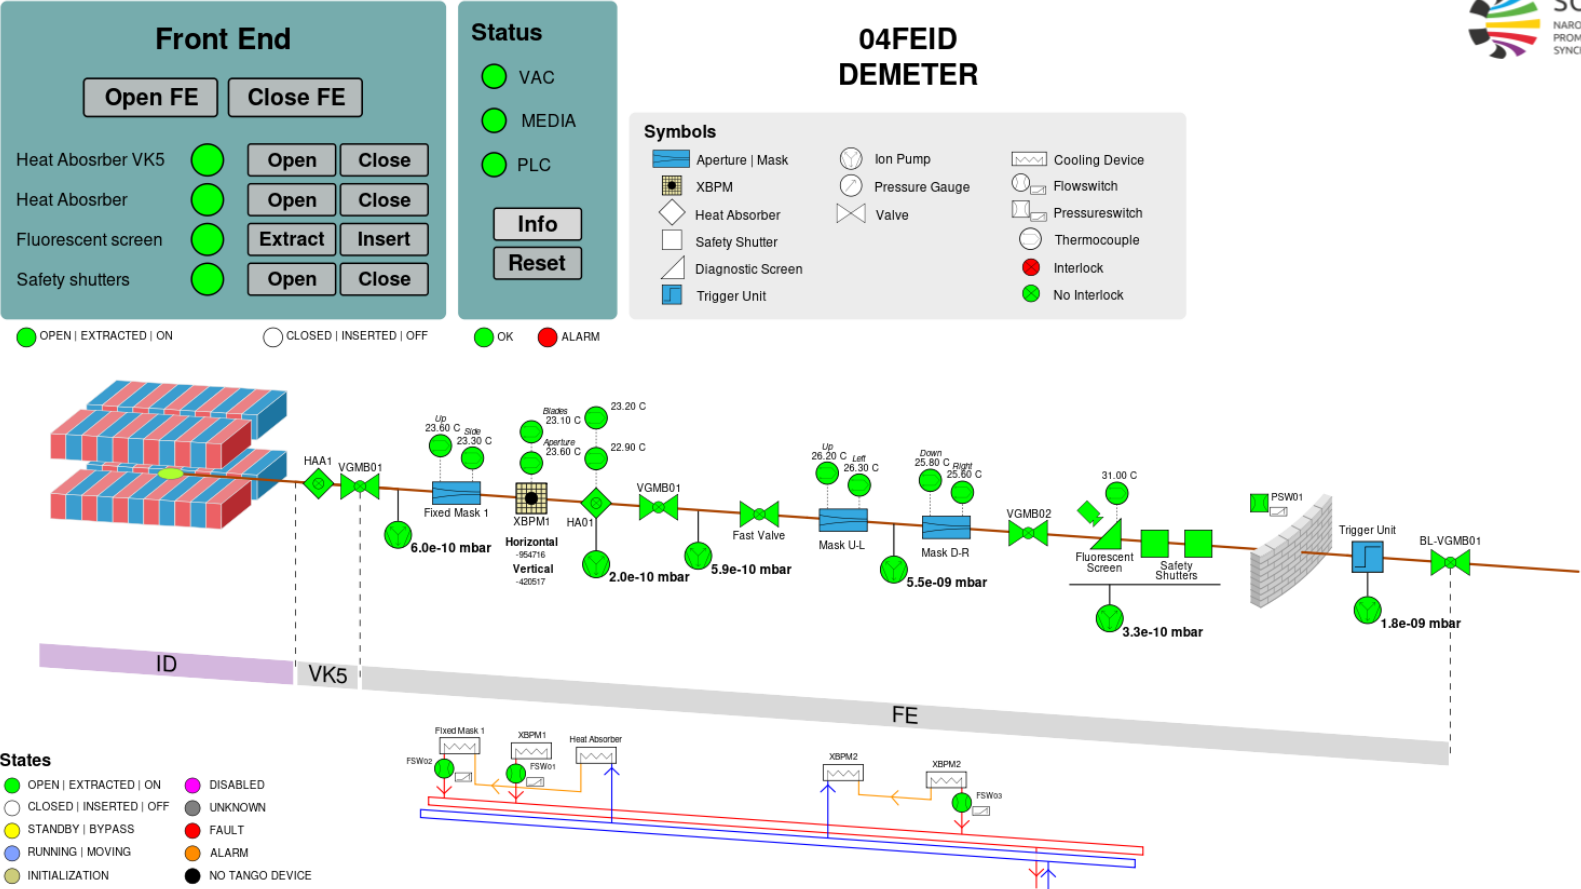 Front End
Open FE
Close FE
Heat Abosrber VK5
Open
Close
Heat Abosrber
Open
Close
Fluorescent screen
Extract
Insert
Safety shutters
Open
Close
OPEN | EXTRACTED | ON
CLOSED | INSERTED | OFF
Status
VAC
MEDIA
PLC
Info
Reset
OK
ALARM
04FEID
DEMETER
Symbols
Aperture | Mask
XBPM
Heat Absorber
Safety Shutter
Diagnostic Screen
Trigger Unit
Ion Pump
Pressure Gauge
Valve
Cooling Device
Flowswitch
Pressureswitch
Thermocouple
Interlock
No Interlock
HAA1
VGMB01
6.0e-10 mbar
Up
23.60 C
Side
23.30 C
Fixed Mask 1
Blades
23.10 C
Aperture
23.60 C
XBPM1
Horizontal
-954716
Vertical
-420517
23.20 C
22.90 C
HA01
2.0e-10 mbar
VGMB01
5.9e-10 mbar
Fast Valve
Up
26.20 C
Left
26.30 C
Mask U-L
5.5e-09 mbar
Down
25.80 C
Right
25.60 C
Mask D-R
VGMB02
31.00 C
Fluorescent
Screen
Safety
Shutters
3.3e-10 mbar
PSW01
Trigger Unit
1.8e-09 mbar
BL-VGMB01
ID
VK5
FE
Fixed Mask 1
FSW02
XBPM1
FSW01
Heat Absorber
XBPM2
XBPM2
FSW03
States
OPEN | EXTRACTED | ON
CLOSED | INSERTED | OFF
STANDBY | BYPASS
RUNNING | MOVING
INITIALIZATION
DISABLED
UNKNOWN
FAULT
ALARM
NO TANGO DEVICE